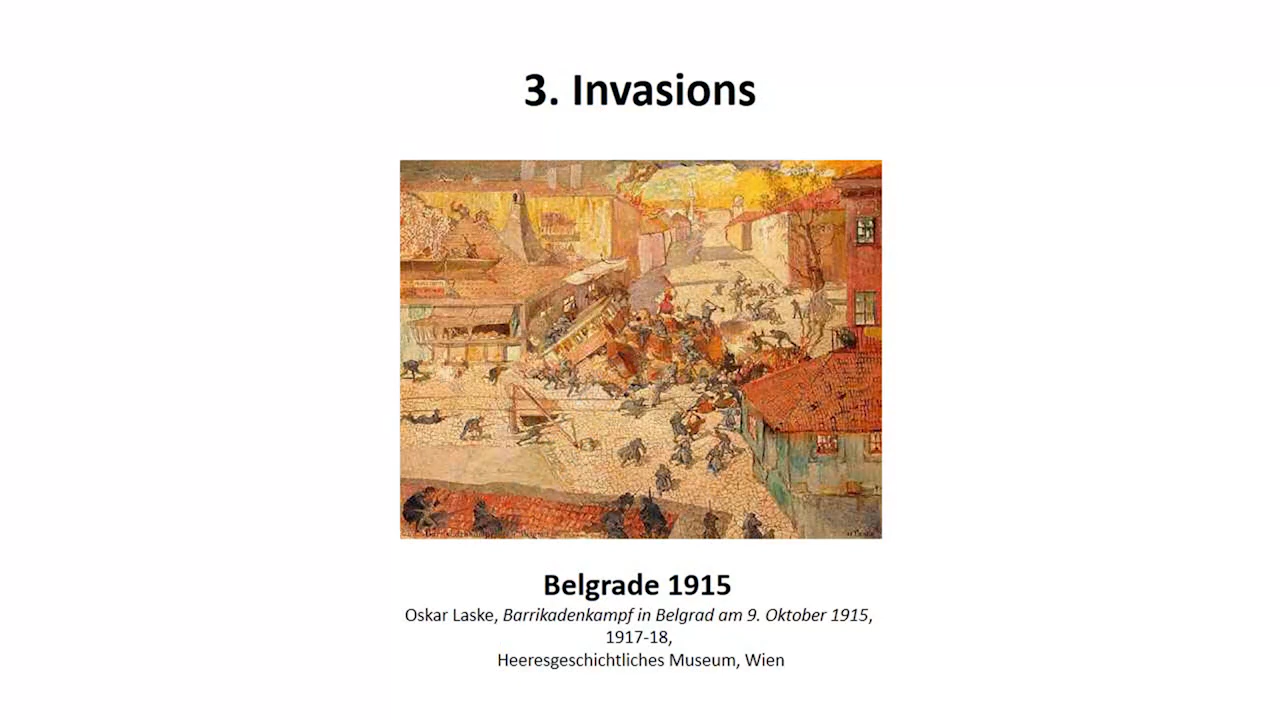 3. Invasions
Belgrade 1915
Oskar Laske, Barrikadenkampf in Belgrad am 9. Oktober 1915,
1917-18,
Heeresgeschichtliches Museum, Wien